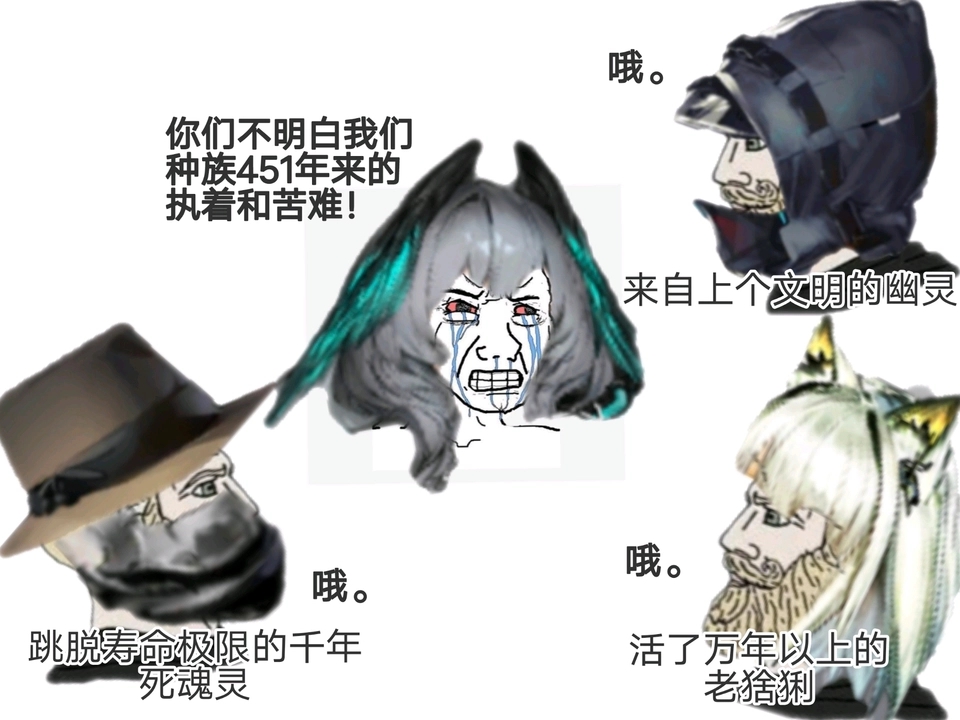 哦。
你们不明白我们
种族451年来的
执着和苦难！
来自上个文明的幽灵
哦。
哦。
跳脱寿命极限的千年
死魂灵
活了万年以上的
老猞猁